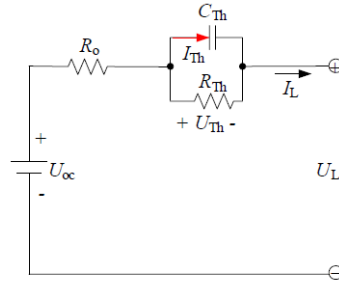 C_Th
I_Th
R_o
R_Th
+ U_Th -
I_L
+
U_oc
-
U_L
+
-